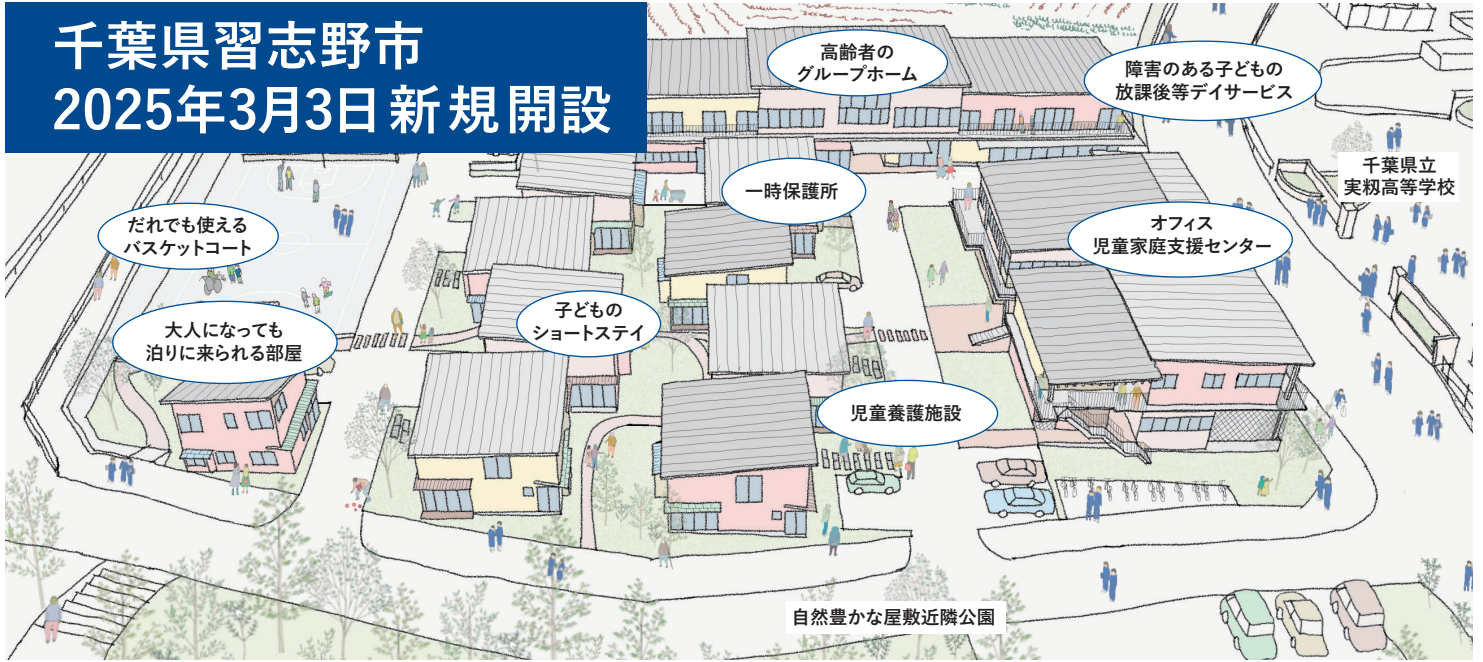 千葉県習志野市
2025年3月3日 新規開設
高齢者の
グループホーム
障害のある子どもの
放課後等デイサービス
千葉県立
実籾高等学校
一時保護所
だれでも使える
バスケットコート
オフィス
児童家庭支援センター
子どもの
ショートステイ
大人になっても
泊りに来られる部屋
児童養護施設
自然豊かな屋敷近隣公園